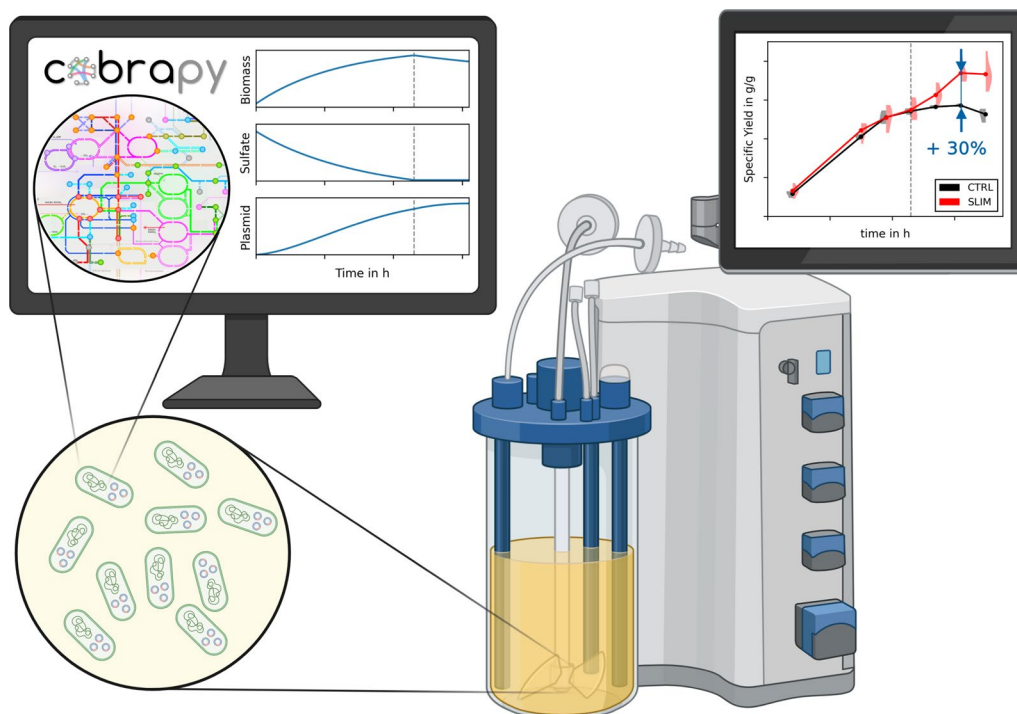 cobrapy
Biomass
Sulfate
Plasmid
Time in h
Specific Yield in g/g
+ 30%
CTRL
SLIM
time in h